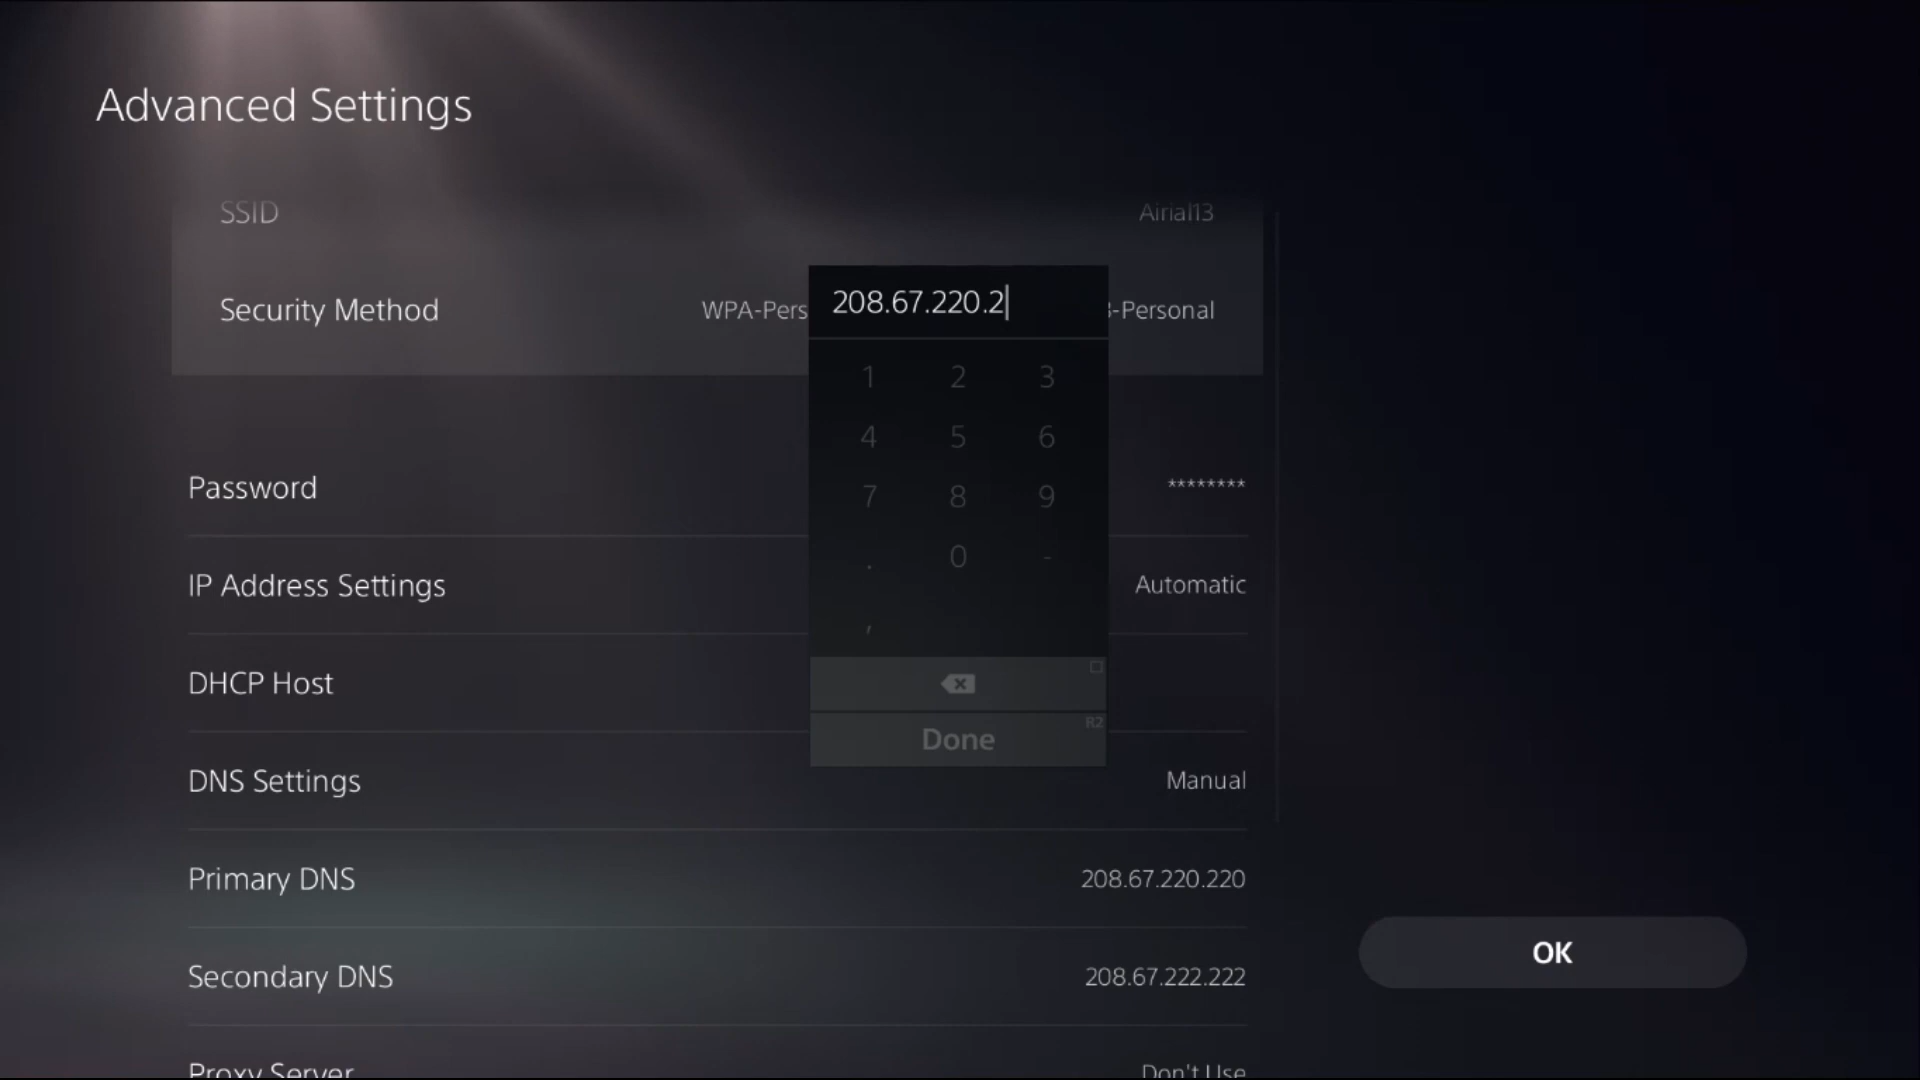 Advanced Settings
SSID Airial13
Security Method WPA-Pers 3-Personal
208.67.220.2
1 2 3
4 5 6
7 8 9
. 0 -
,
Done R2
Password ********
IP Address Settings Automatic
DHCP Host
DNS Settings Manual
Primary DNS 208.67.220.220
Secondary DNS 208.67.222.222
OK
Proxy Server Don't Use